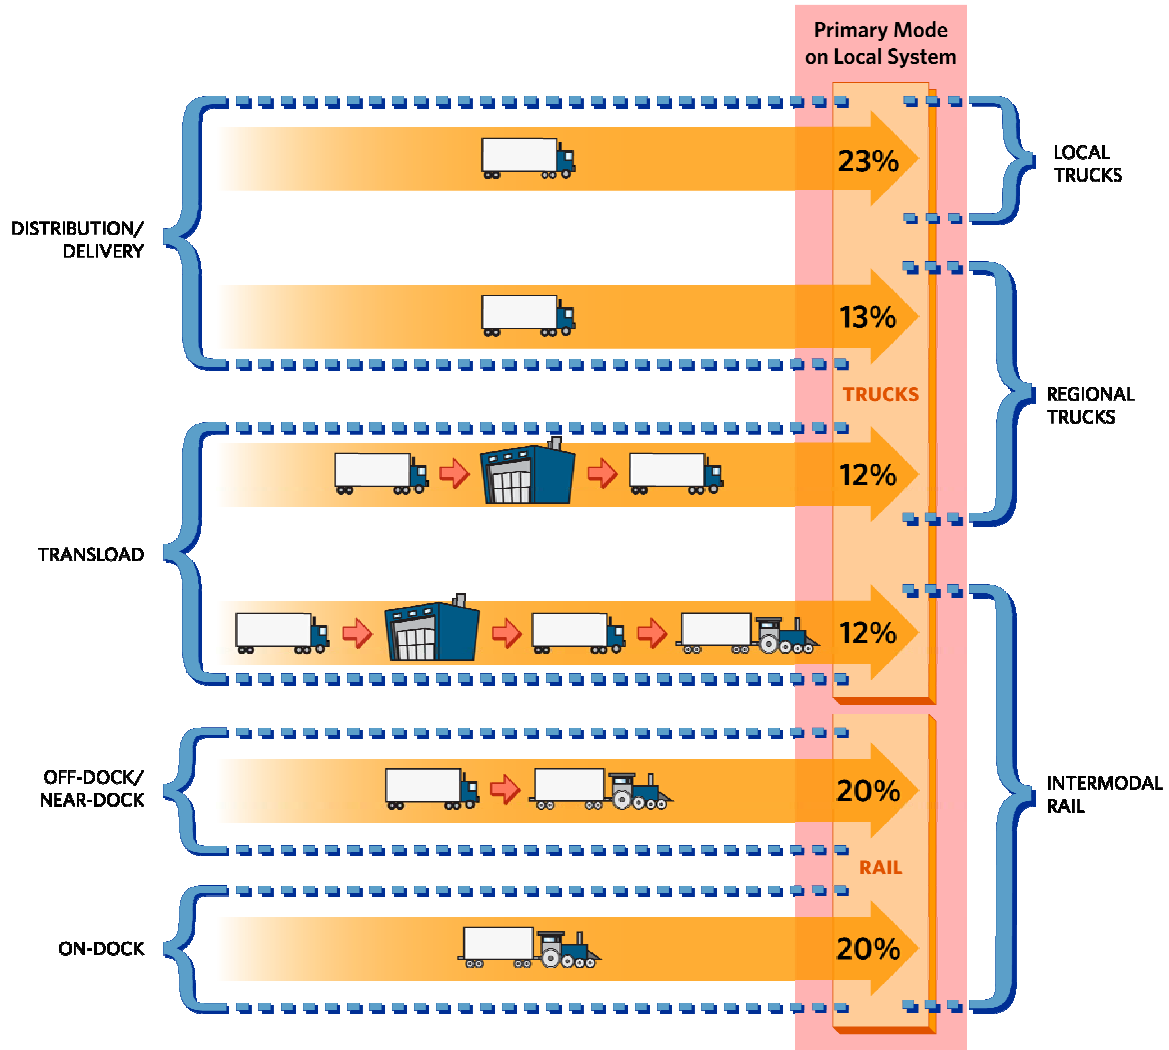 Primary Mode
on Local System
23%
LOCAL
TRUCKS
DISTRIBUTION/
DELIVERY
13%
TRUCKS
REGIONAL
TRUCKS
12%
TRANSLOAD
12%
OFF-DOCK/
NEAR-DOCK
20%
INTERMODAL
RAIL
RAIL
ON-DOCK
20%